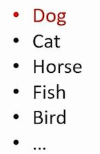 • Dog
• Cat
• Horse
• Fish
• Bird
• ...